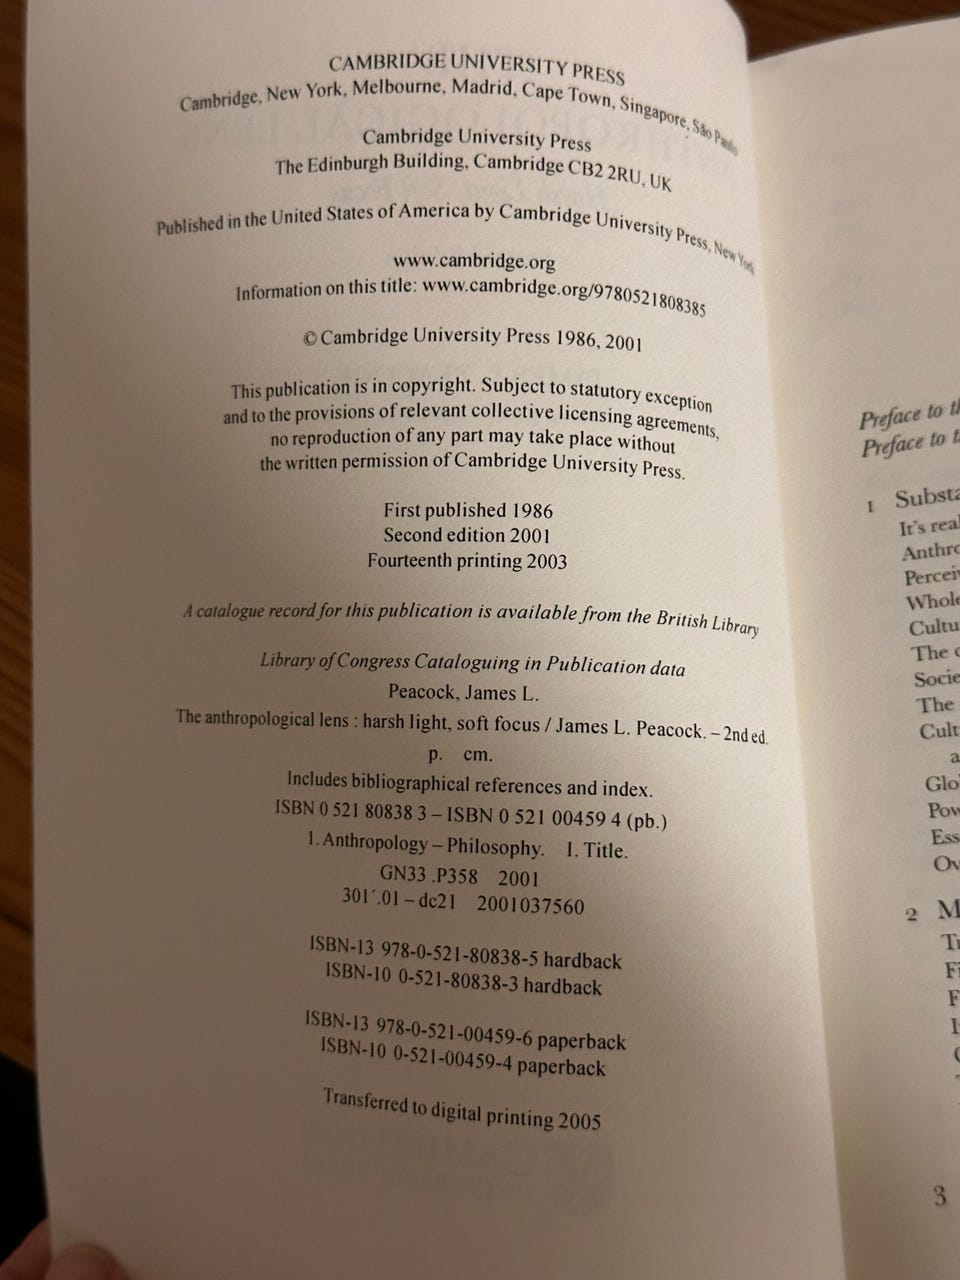 CAMBRIDGE UNIVERSITY PRESS
Cambridge, New York, Melbourne, Madrid, Cape Town, Singapore, São Paulo
Cambridge University Press
The Edinburgh Building, Cambridge CB2 2RU, UK
Published in the United States of America by Cambridge University Press, New York
www.cambridge.org
Information on this title: www.cambridge.org/9780521808385
© Cambridge University Press 1986, 2001
This publication is in copyright. Subject to statutory exception
and to the provisions of relevant collective licensing agreements,
no reproduction of any part may take place without
the written permission of Cambridge University Press.
First published 1986
Second edition 2001
Fourteenth printing 2003
A catalogue record for this publication is available from the British Library
Library of Congress Cataloguing in Publication data
Peacock, James L.
The anthropological lens : harsh light, soft focus / James L. Peacock. – 2nd ed.
p. cm.
Includes bibliographical references and index.
ISBN 0 521 80838 3 – ISBN 0 521 00459 4 (pb.)
1. Anthropology – Philosophy. I. Title.
GN33 .P358 2001
301´.01 – dc21 2001037560
ISBN-13 978-0-521-80838-5 hardback
ISBN-10 0-521-80838-3 hardback
ISBN-13 978-0-521-00459-6 paperback
ISBN-10 0-521-00459-4 paperback
Transferred to digital printing 2005
Preface to th
Preface to t
1 Substa
It's real
Anthro
Percei
Whole
Cultu
The c
Socie
The
Cult
a
Glo
Pow
Ess
Ov
2 M
Tr
Fi
F
I
3